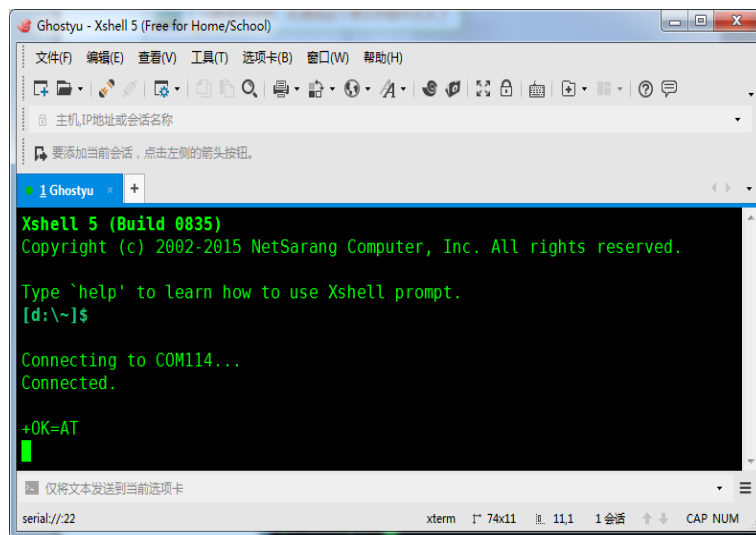 Ghostyu - Xshell 5 (Free for Home/School)
文件(F) 编辑(E) 查看(V) 工具(T) 选项卡(B) 窗口(W) 帮助(H)
主机,IP地址或会话名称
要添加当前会话，点击左侧的箭头按钮。
1 Ghostyu × +
Xshell 5 (Build 0835)
Copyright (c) 2002-2015 NetSarang Computer, Inc. All rights reserved.
Type `help' to learn how to use Xshell prompt.
[d:\~]$
Connecting to COM114...
Connected.
+OK=AT
仅将文本发送到当前选项卡
serial://:22 xterm 74x11 11,1 1 会话 CAP NUM